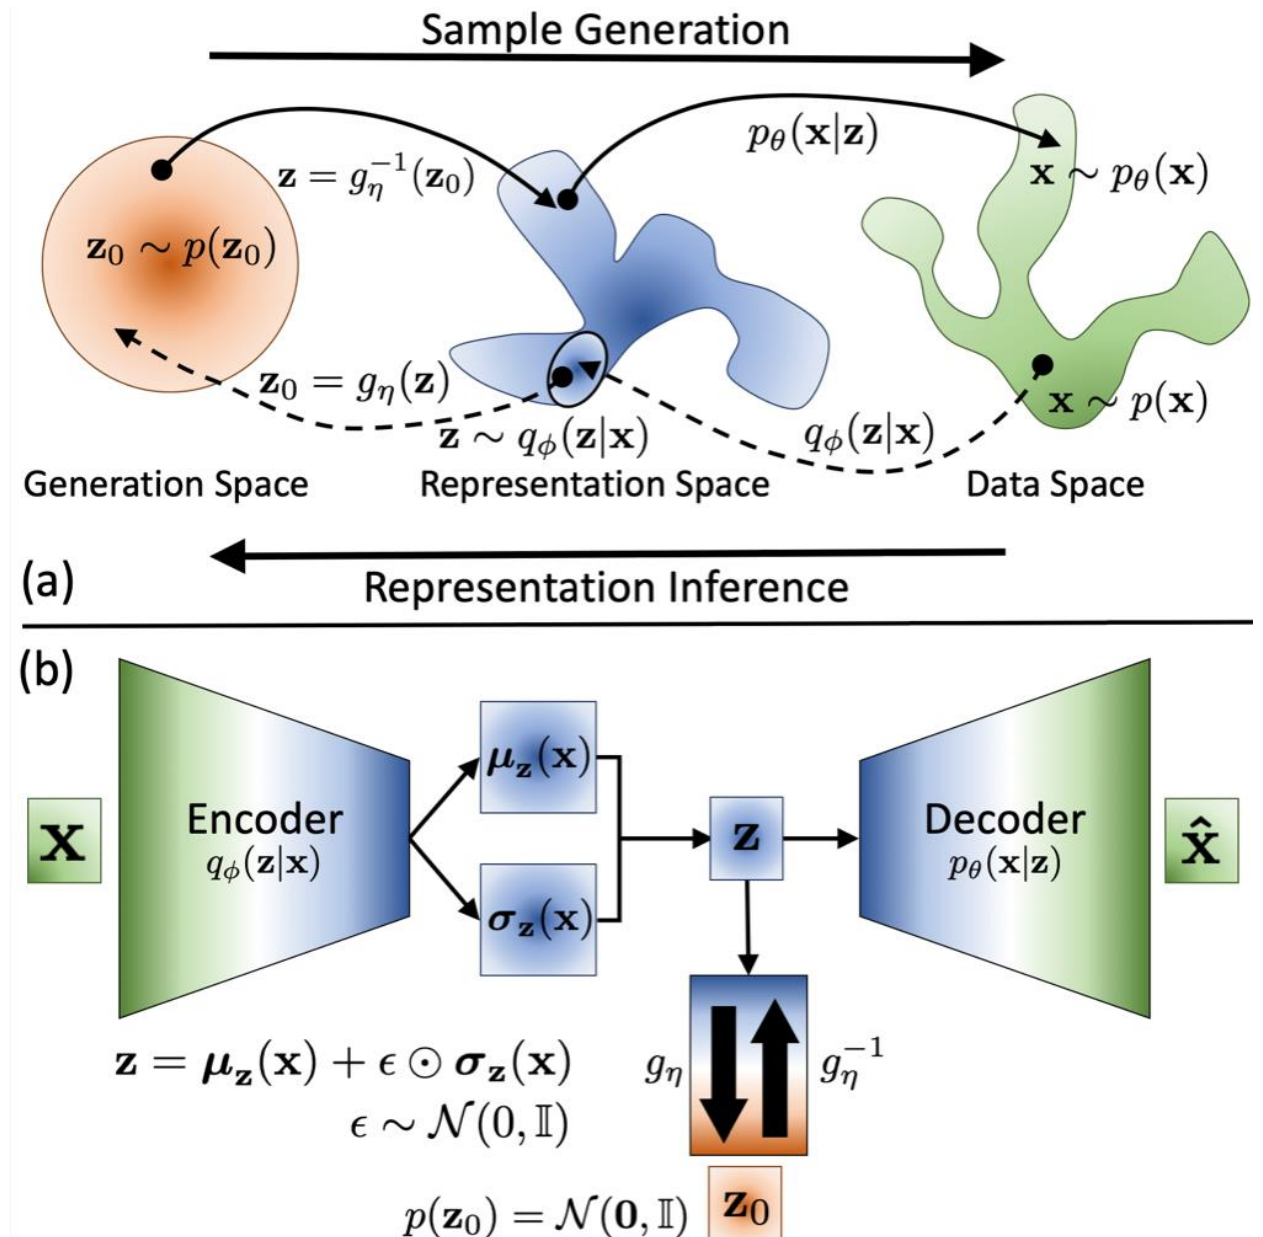 Sample Generation
z = g_η^{-1}(z_0)
p_θ(x|z)
x ∼ p_θ(x)
z_0 ∼ p(z_0)
z_0 = g_η(z)
z ∼ q_ϕ(z|x)
q_ϕ(z|x)
x ∼ p(x)
Generation Space
Representation Space
Data Space
(a)
Representation Inference
(b)
x
Encoder
q_ϕ(z|x)
μ_z(x)
σ_z(x)
z
Decoder
p_θ(x|z)
x̂
z = μ_z(x) + ϵ ⊙ σ_z(x)
ϵ ∼ 𝒩(0, 𝕀)
g_η
g_η^{-1}
p(z_0) = 𝒩(0, 𝕀)
z_0